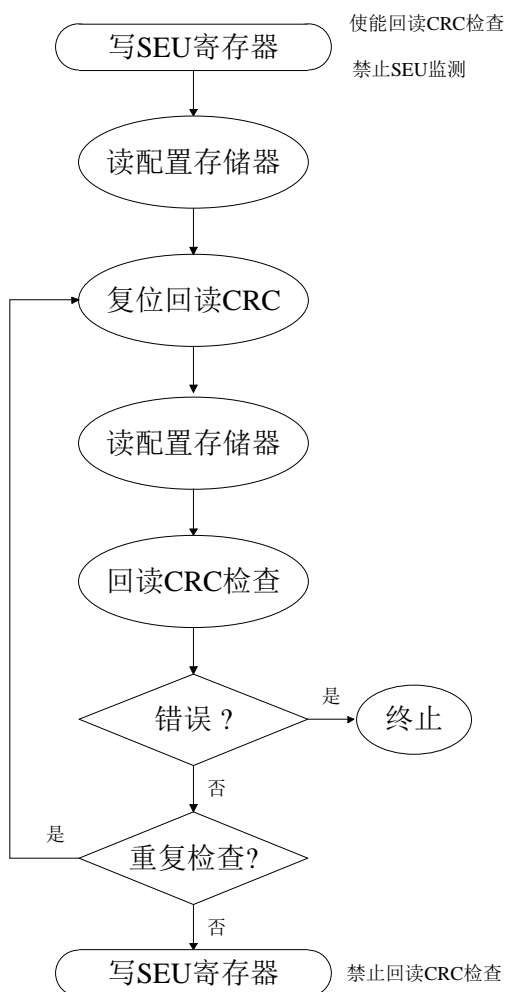 写SEU寄存器
使能回读CRC检查
禁止SEU监测
读配置存储器
复位回读CRC
读配置存储器
回读CRC检查
错误？
是
终止
否
是
重复检查?
否
写SEU寄存器
禁止回读CRC检查